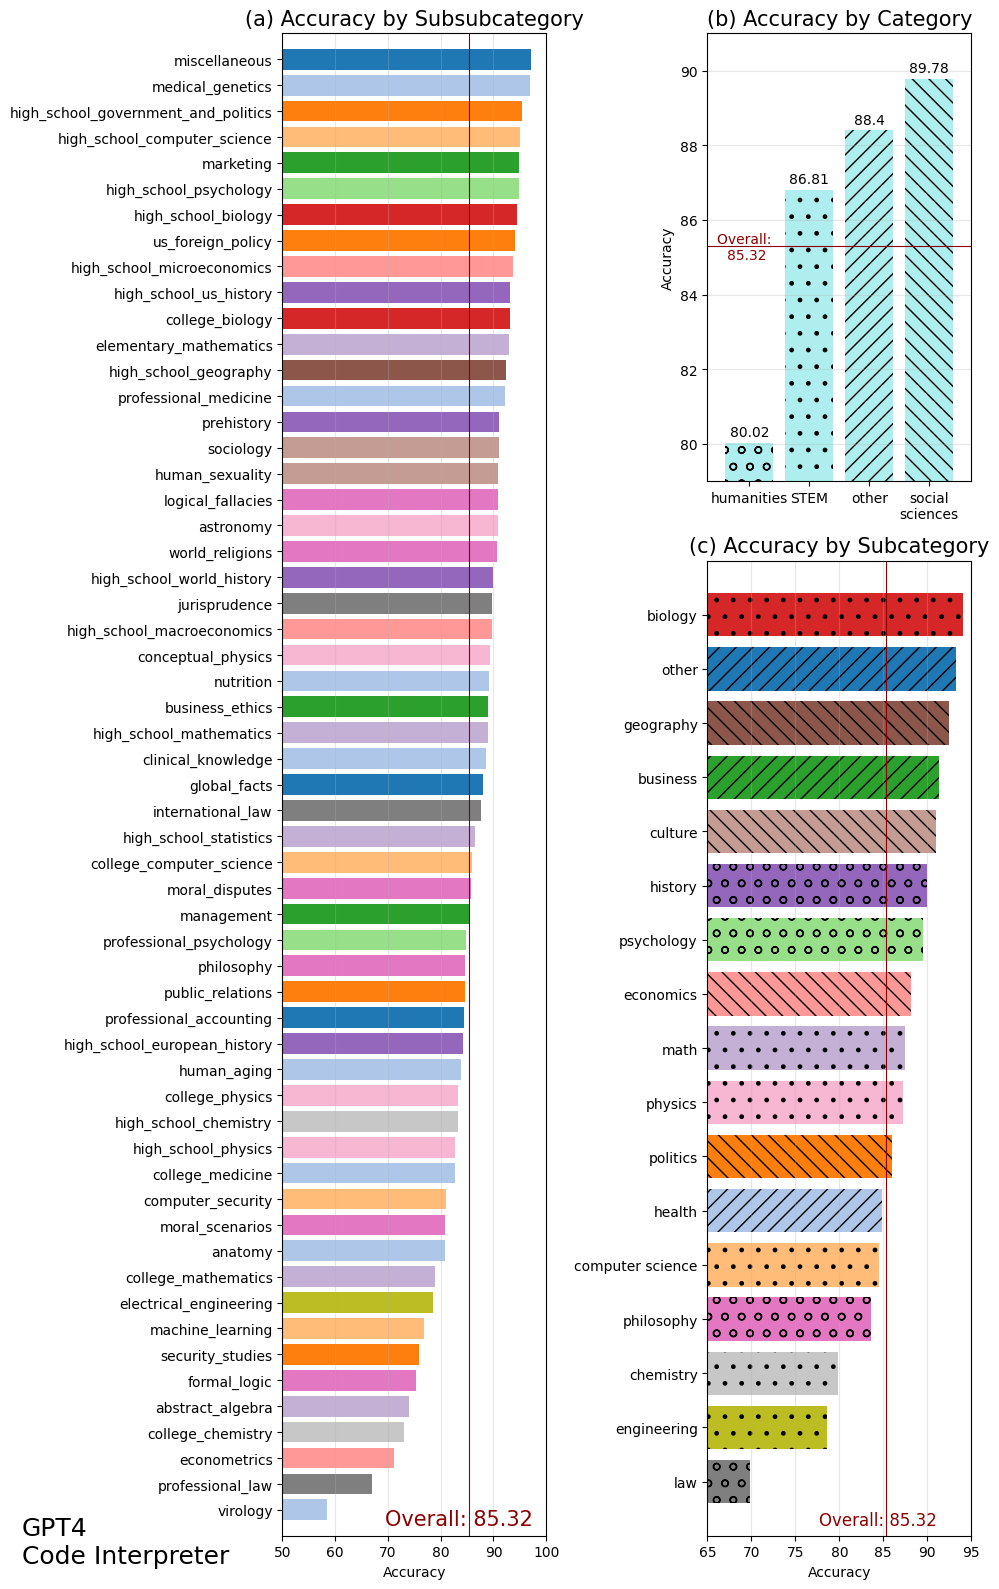 (a) Accuracy by Subsubcategory
miscellaneous
medical_genetics
high_school_government_and_politics
high_school_computer_science
marketing
high_school_psychology
high_school_biology
us_foreign_policy
high_school_microeconomics
high_school_us_history
college_biology
elementary_mathematics
high_school_geography
professional_medicine
prehistory
sociology
human_sexuality
logical_fallacies
astronomy
world_religions
high_school_world_history
jurisprudence
high_school_macroeconomics
conceptual_physics
nutrition
business_ethics
high_school_mathematics
clinical_knowledge
global_facts
international_law
high_school_statistics
college_computer_science
moral_disputes
management
professional_psychology
philosophy
public_relations
professional_accounting
high_school_european_history
human_aging
college_physics
high_school_chemistry
high_school_physics
college_medicine
computer_security
moral_scenarios
anatomy
college_mathematics
electrical_engineering
machine_learning
security_studies
formal_logic
abstract_algebra
college_chemistry
econometrics
professional_law
virology
Overall: 85.32
50 60 70 80 90 100
Accuracy
GPT4
Code Interpreter
(b) Accuracy by Category
90
88
86
84
82
80
Accuracy
80.02
86.81
88.4
89.78
Overall:
85.32
humanities STEM other social
sciences
(c) Accuracy by Subcategory
biology
other
geography
business
culture
history
psychology
economics
math
physics
politics
health
computer science
philosophy
chemistry
engineering
law
Overall: 85.32
65 70 75 80 85 90 95
Accuracy